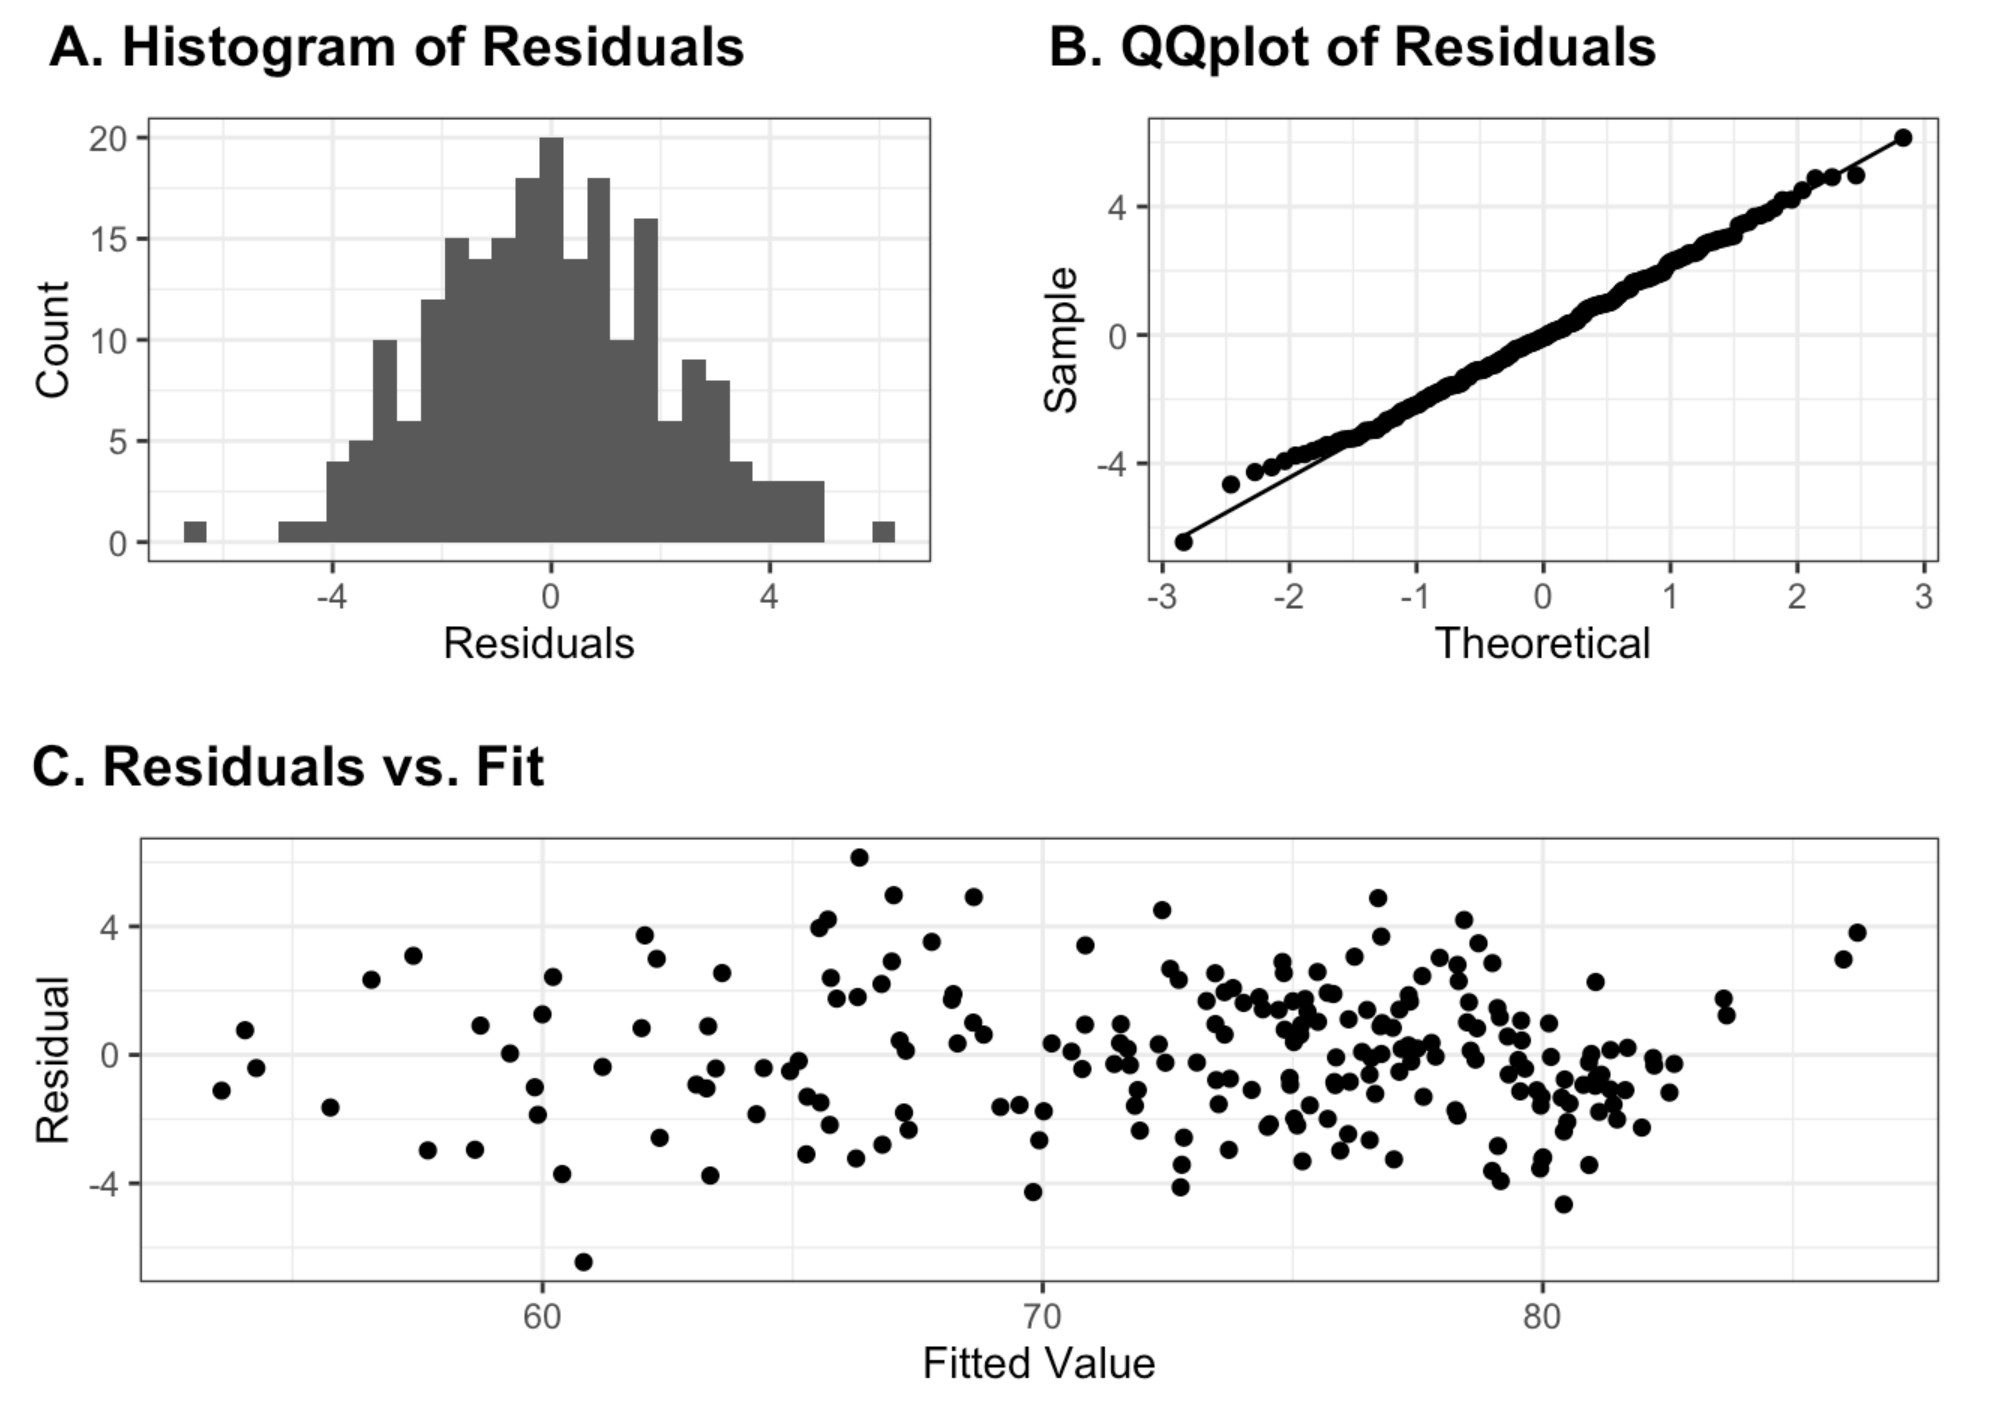 A. Histogram of Residuals
20
15
10
5
0
Count
-4 0 4
Residuals
B. QQplot of Residuals
4
0
-4
Sample
-3 -2 -1 0 1 2 3
Theoretical
C. Residuals vs. Fit
4
0
-4
Residual
60 70 80
Fitted Value